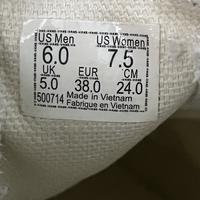 US Men US Women
6.0 7.5
UK EUR CM
5.0 38.0 24.0
500714 Made in Vietnam
Fabrique en Vietnam